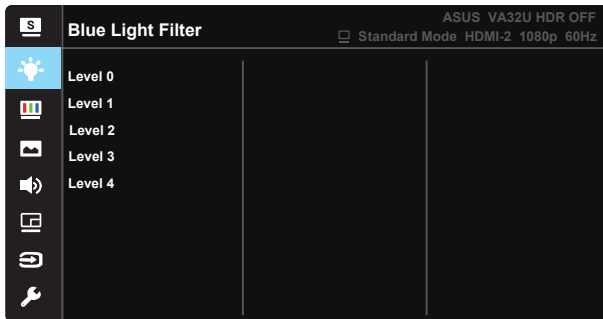 S
Blue Light Filter
ASUS VA32U HDR OFF
Standard Mode HDMI-2 1080p 60Hz
Level 0
Level 1
Level 2
Level 3
Level 4